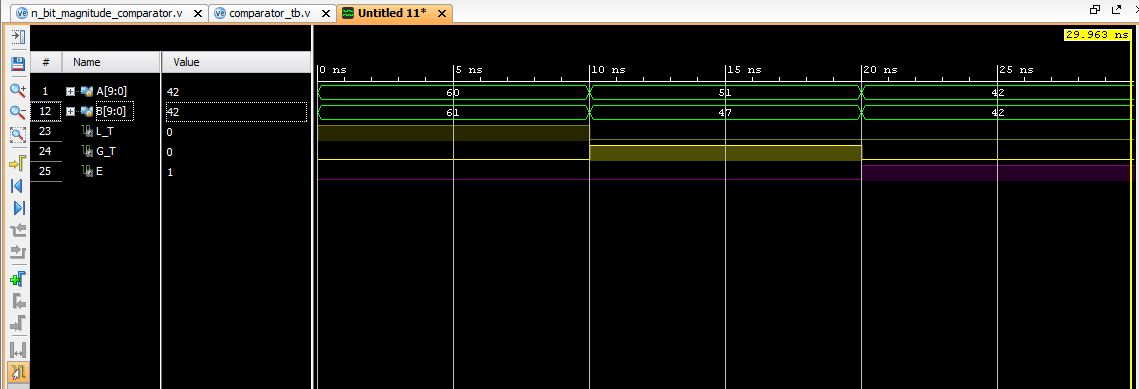 n_bit_magnitude_comparator.v comparator_tb.v Untitled 11*
29.963 ns
# Name Value 0 ns 5 ns 10 ns 15 ns 20 ns 25 ns
1 A[9:0] 42 60 51 42
12 B[9:0] 42 61 47 42
23 L_T 0
24 G_T 0
25 E 1